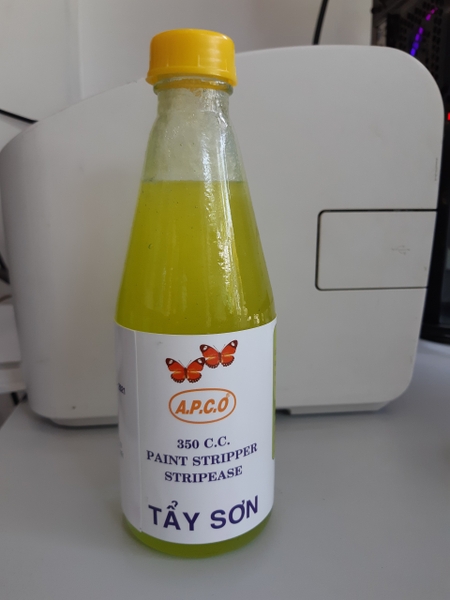 A.P.C.Ơ
350 C.C.
PAINT STRIPPER
STRIPEASE
TẨY SƠN